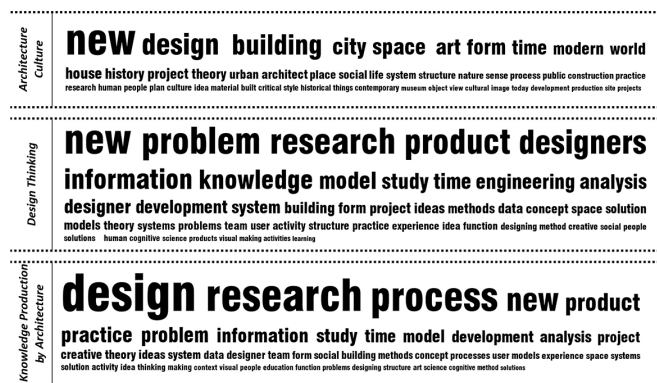 Architecture
Culture
new design building city space art form time modern world
house history project theory urban architect place social life system structure nature sense process public construction practice
research human people plan culture idea material built critical style historical things contemporary museum object view cultural image today development production site projects
Design Thinking
new problem research product designers
information knowledge model study time engineering analysis
designer development system building form project ideas methods data concept space solution
models theory systems problems team user activity structure practice experience idea function designing method creative social people
solutions human cognitive science products visual making activities learning
Knowledge Production
by Architecture
design research process new product
practice problem information study time model development analysis project
creative theory ideas system data designer team form social building methods concept processes user models experience space systems
solution activity idea thinking making context visual people education function problems designing structure art science cognitive method solutions